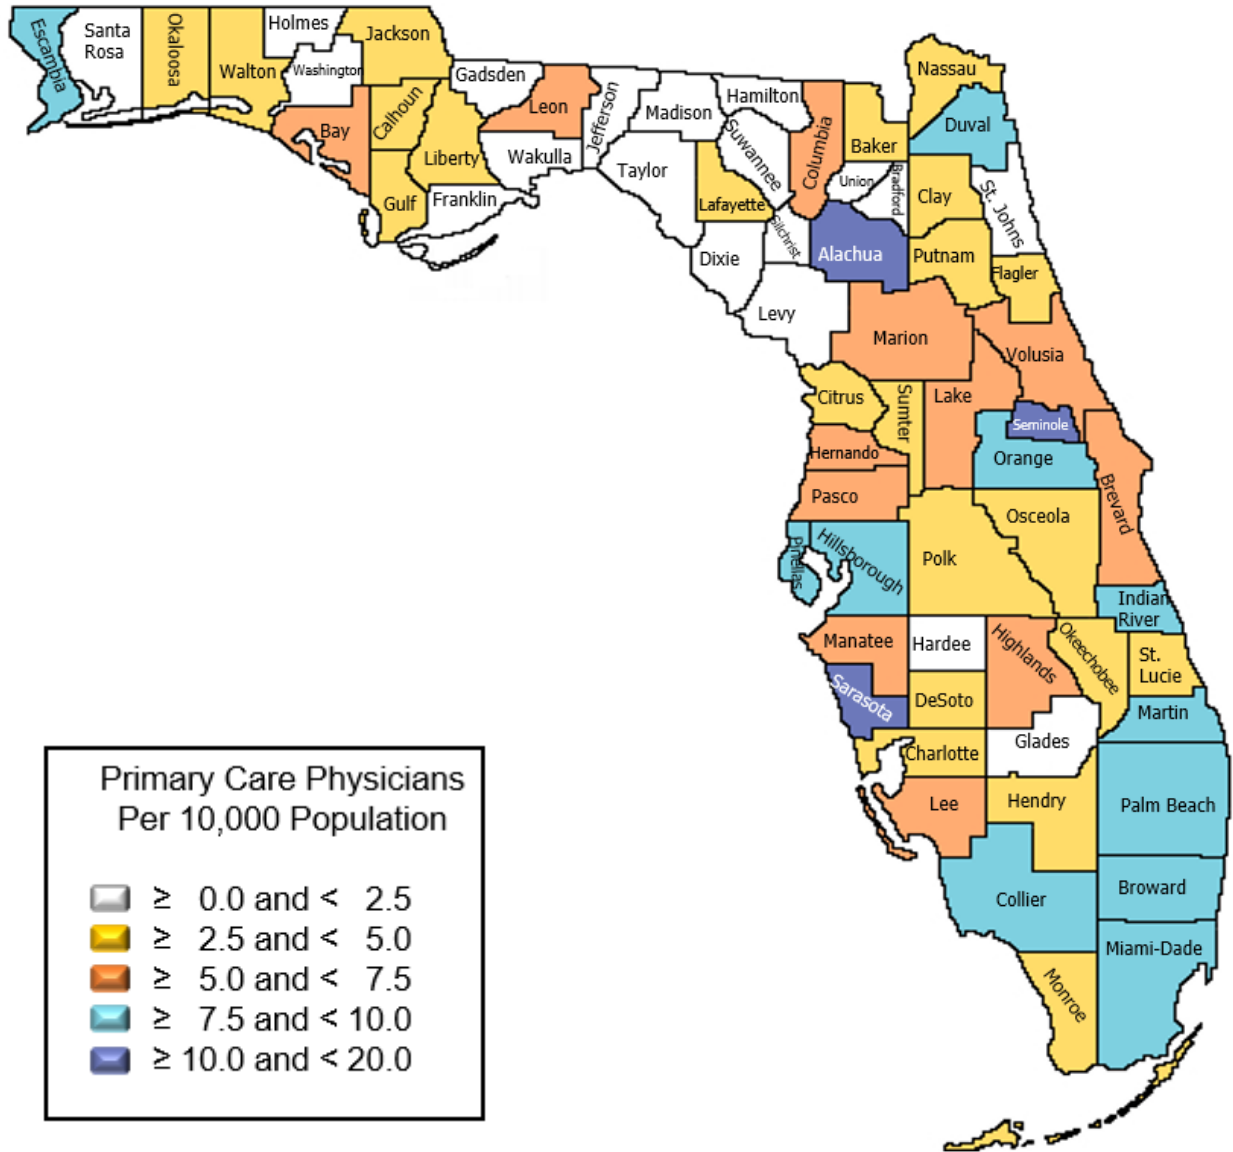 Escambia
Santa
Rosa
Okaloosa
Walton
Holmes
Washington
Jackson
Bay
Calhoun
Liberty
Gulf
Franklin
Gadsden
Leon
Wakulla
Jefferson
Madison
Taylor
Hamilton
Suwannee
Lafayette
Dixie
Gilchrist
Levy
Columbia
Baker
Union
Bradford
Alachua
Nassau
Duval
Clay
St. Johns
Putnam
Flagler
Marion
Volusia
Citrus
Sumter
Lake
Seminole
Orange
Hernando
Pasco
Brevard
Osceola
Polk
Pinellas
Hillsborough
Indian
River
Manatee
Hardee
Highlands
Okeechobee
St.
Lucie
Sarasota
DeSoto
Martin
Charlotte
Glades
Lee
Hendry
Palm Beach
Collier
Broward
Miami-Dade
Monroe
Primary Care Physicians
Per 10,000 Population
≥ 0.0 and < 2.5
≥ 2.5 and < 5.0
≥ 5.0 and < 7.5
≥ 7.5 and < 10.0
≥ 10.0 and < 20.0